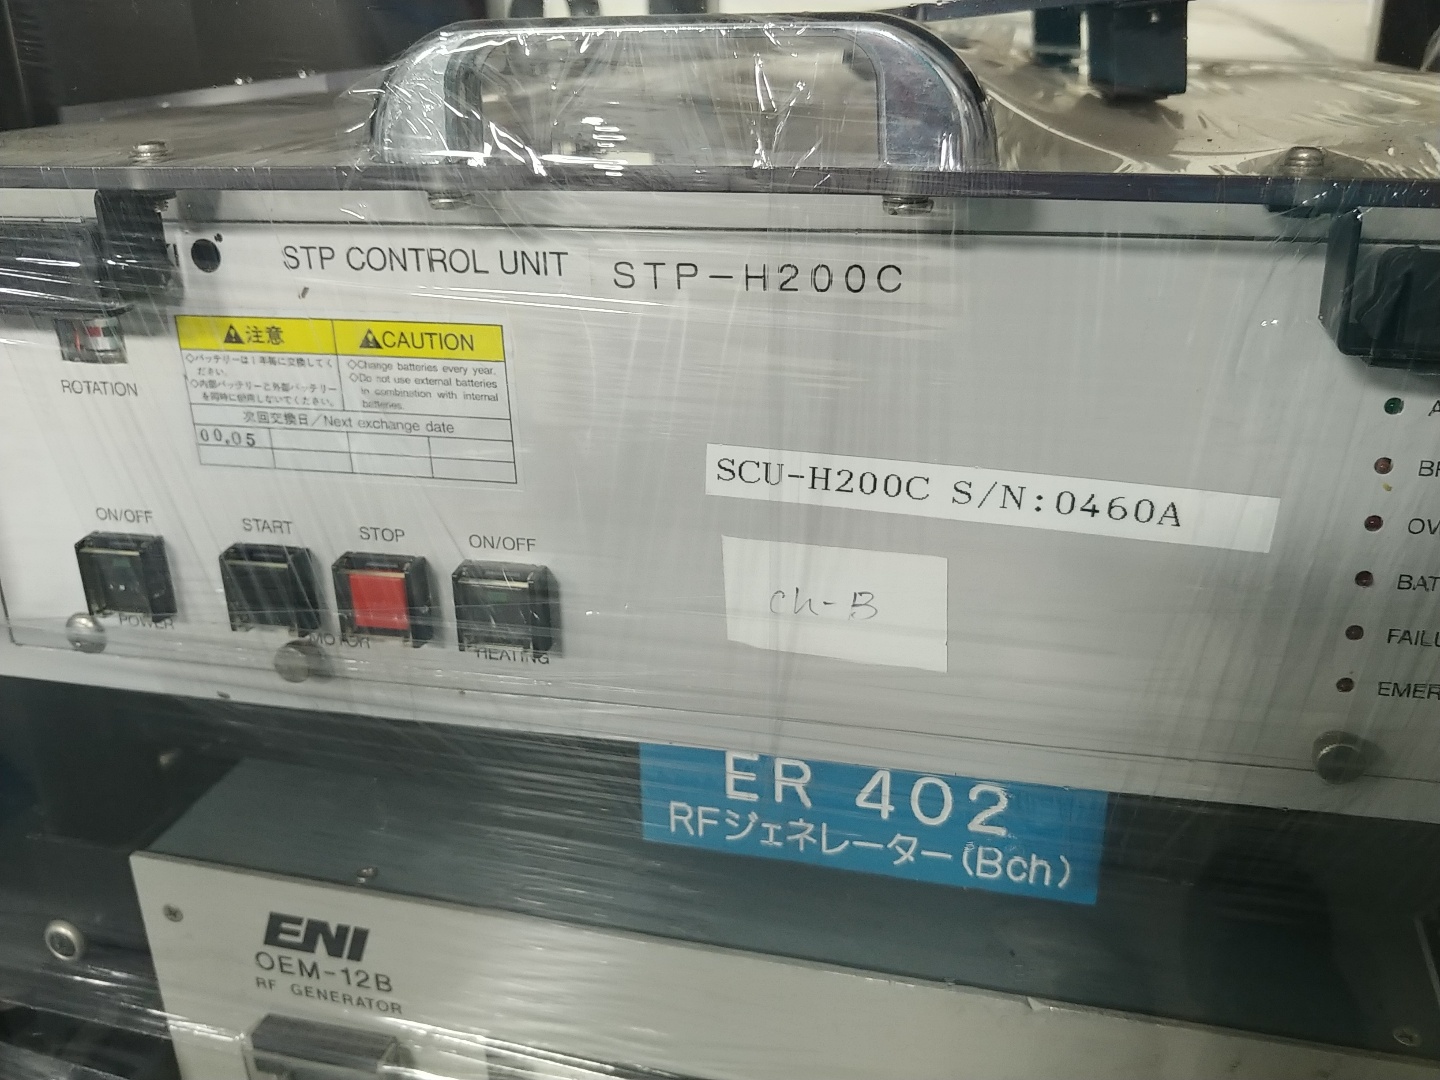 STP CONTROL UNIT STP-H200C
注意
CAUTION
◇バッテリーは1年毎に交換してく
ださい.
◇内部バッテリーと外部バッテリー
を同時に使用しないでください.
◇Change batteries every year.
◇Do not use external batteries
in combination with internal
batteries.
次回交換日/Next exchange date
00.05
ROTATION
ON/OFF
POWER
START
STOP
MOTOR
ON/OFF
HEATING
SCU-H200C S/N:0460A
ch-B
BAT
FAILU
EMER
ER 402
RFジェネレーター(Bch)
ENI
OEM-12B
RF GENERATOR